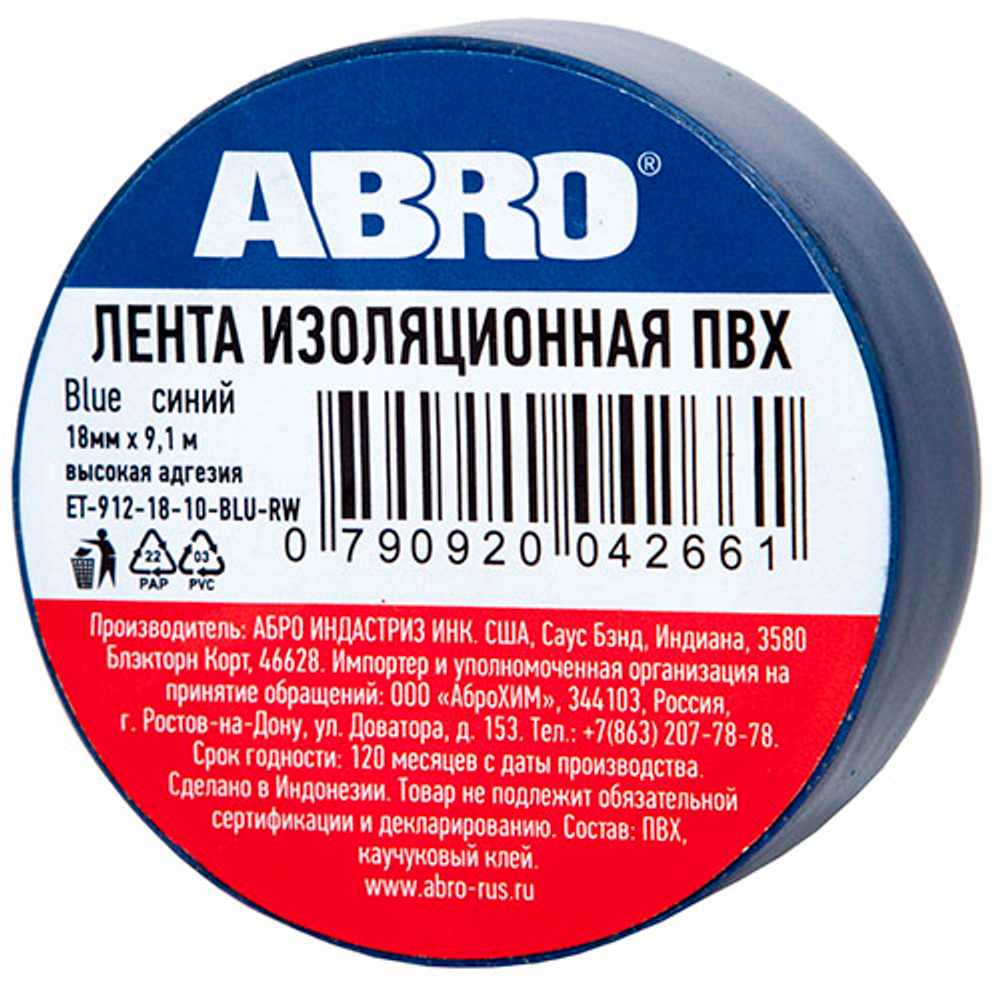 ABRO®
ЛЕНТА ИЗОЛЯЦИОННАЯ ПВХ
Blue синий
18мм х 9,1 м
высокая адгезия
ET-912-18-10-BLU-RW
0 790920 042661
22 03
PAP PVC
Производитель: АБРО ИНДАСТРИЗ ИНК. США, Саус Бэнд, Индиана, 3580
Блэкторн Корт, 46628. Импортер и уполномоченная организация на
принятие обращений: ООО «АброХИМ», 344103, Россия,
г. Ростов-на-Дону, ул. Доватора, д. 153. Тел.: +7(863) 207-78-78.
Срок годности: 120 месяцев с даты производства.
Сделано в Индонезии. Товар не подлежит обязательной
сертификации и декларированию. Состав: ПВХ,
каучуковый клей.
www.abro-rus.ru